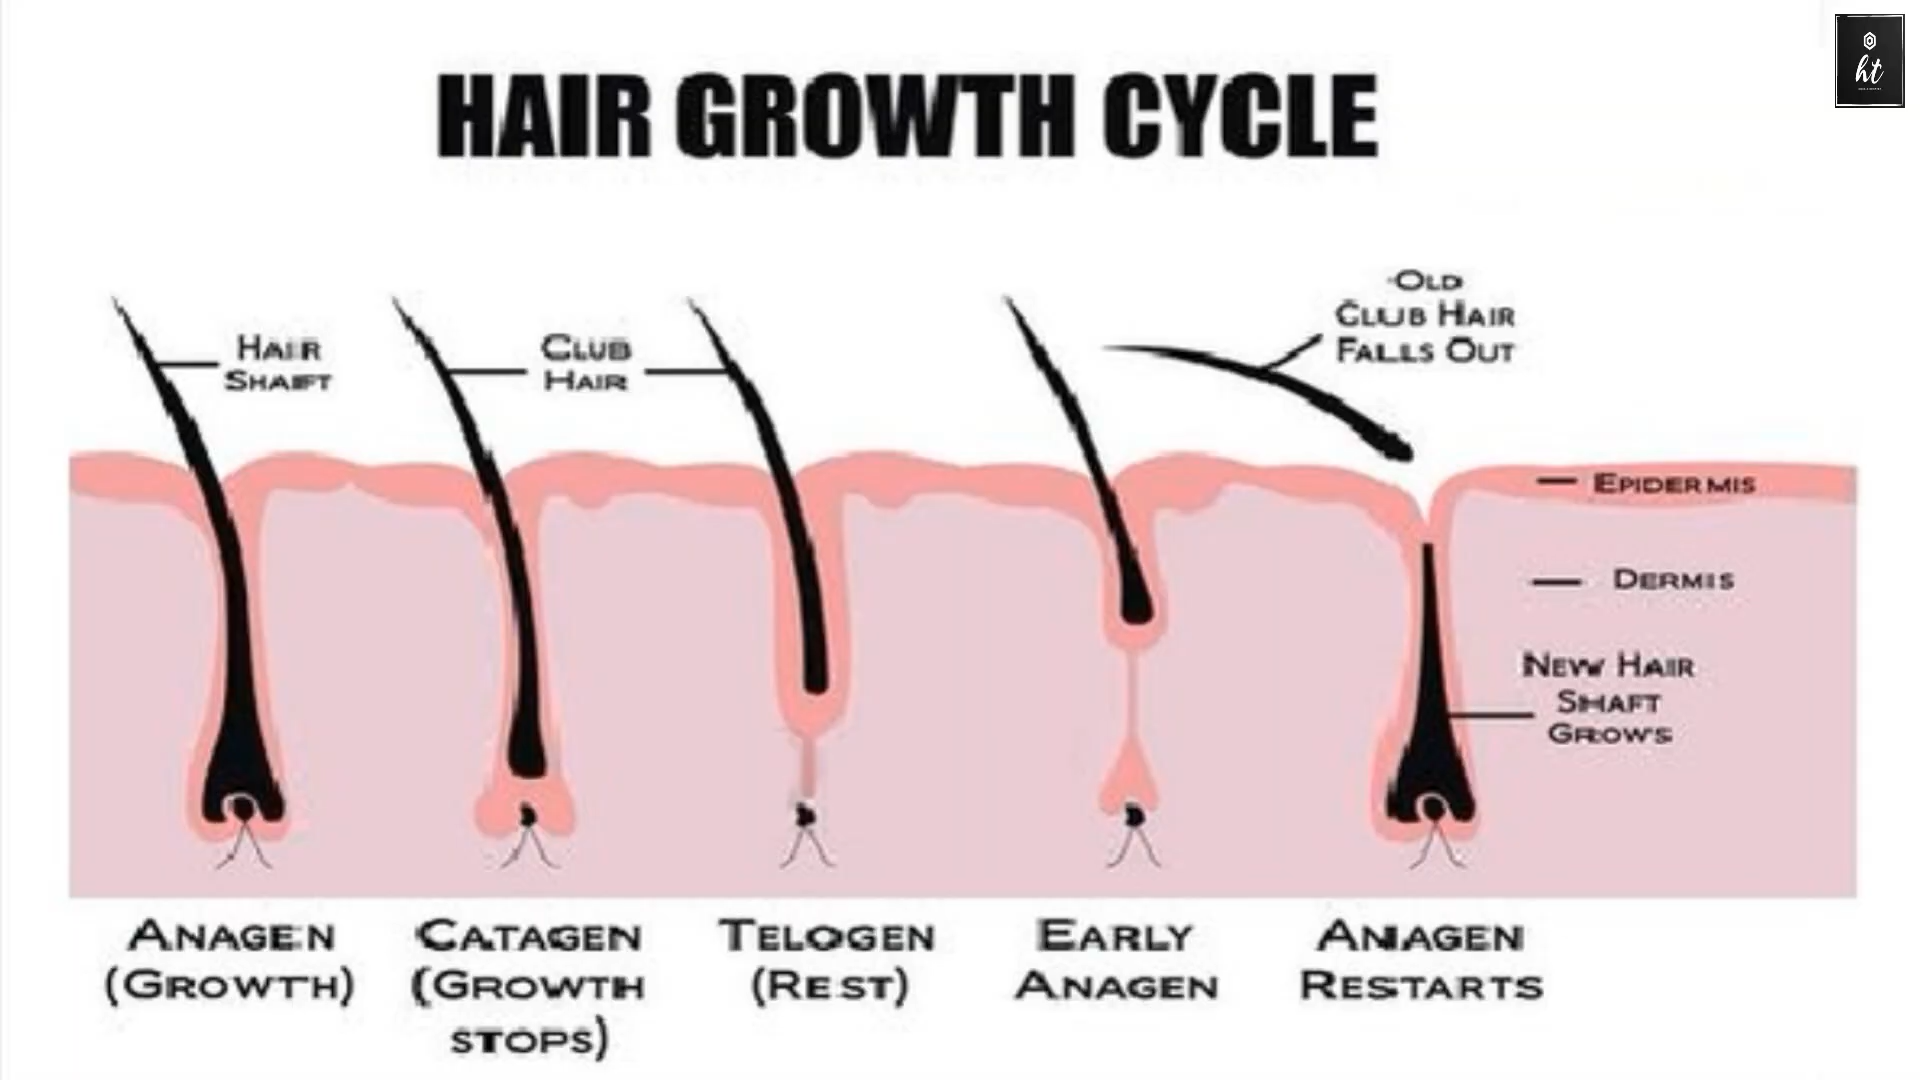 HAIR GROWTH CYCLE
ht
OLD
CLUB HAIR
FALLS OUT
HAIR
SHAFT
CLUB
HAIR
EPIDERMIS
DERMIS
NEW HAIR
SHAFT
GROWS
ANAGEN
(GROWTH)
CATAGEN
(GROWTH
STOPS)
TELOGEN
(REST)
EARLY
ANAGEN
ANAGEN
RESTARTS